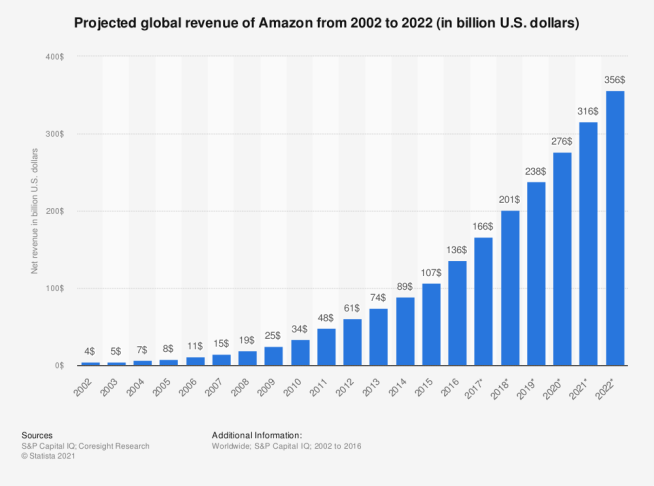 Projected global revenue of Amazon from 2002 to 2022 (in billion U.S. dollars)
Net revenue in billion U.S. dollars
400$
300$
200$
100$
0$
4$ 5$ 7$ 8$ 11$ 15$ 19$ 25$ 34$ 48$ 61$ 74$ 89$ 107$ 136$ 166$ 201$ 238$ 276$ 316$ 356$
2002 2003 2004 2005 2006 2007 2008 2009 2010 2011 2012 2013 2014 2015 2016 2017* 2018* 2019* 2020* 2021* 2022*
Sources
S&P Capital IQ; Coresight Research
© Statista 2021
Additional Information:
Worldwide; S&P Capital IQ; 2002 to 2016